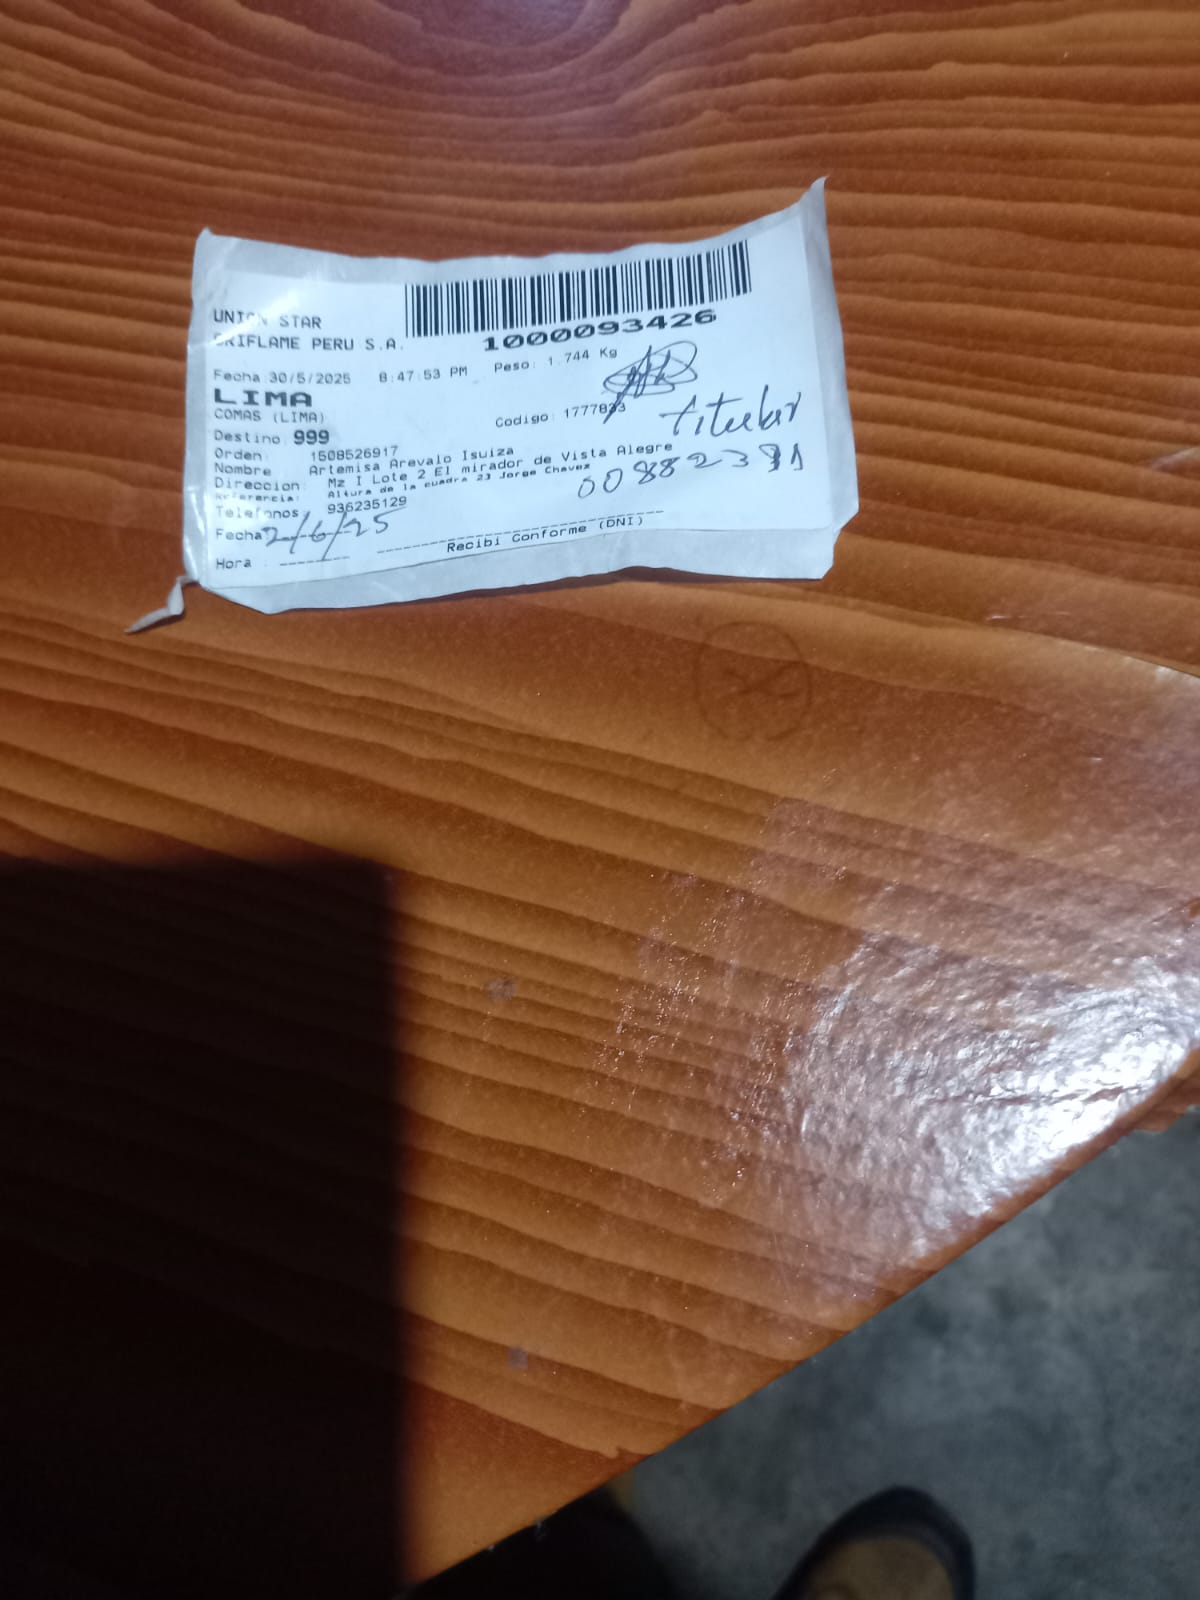 UNION STAR
ORIFLAME PERU S.A.
1000093426
Fecha:30/5/2025 8:47:53 PM Peso: 1.744 Kg
LIMA
COMAS (LIMA)
Codigo: 1777833
titular
Destino: 999
Orden: 1508526917
Nombre Artemisa Arevalo Isuiza
Direccion: Mz I Lote 2 El mirador de Vista Alegre
Referencia: Altura de la cuadra 23 Jorge Chavez
Telefonos: 936235129
Fecha 2/6/25
Recibi Conforme (DNI)
Hora :